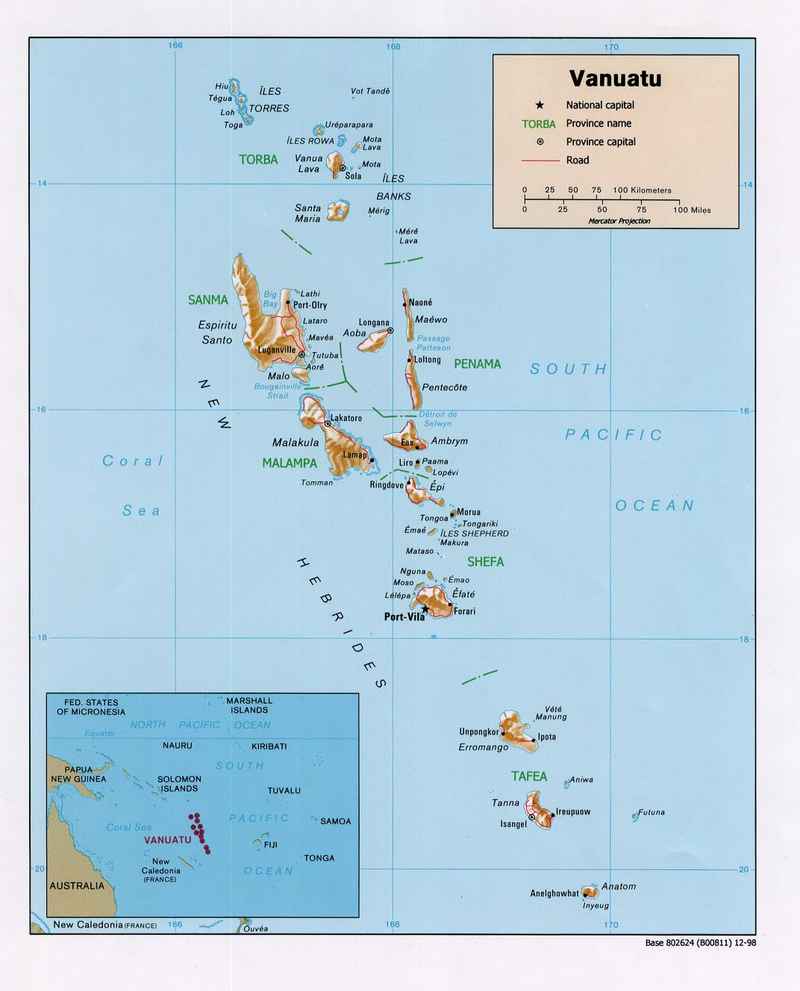 166
168
170
Vanuatu
National capital
TORBA Province name
Province capital
Road
0 25 50 75 100 Kilometers
0 25 50 75 100 Miles
Mercator Projection
Hiu
Tégua
Loh
Toga
ÎLES
TORRES
Vot Tandé
Uréparapara
ÎLES ROWA
Mota
Lava
TORBA
Vanua
Lava
Mota
Sola
14
14
ÎLES
BANKS
Santa
Maria
Mérig
Méré
Lava
SANMA
Big
Bay
Lathi
Port-Olry
Naoné
Espiritu
Santo
Lataro
Longana
Maéwo
Mavéa
Aoba
Passage
Patteson
Luganville
Tutuba
Loltong
PENAMA
SOUTH
Malo
Aoré
Bougainville
Strait
Pentecôte
NEW
16
16
Détroit de
Selwyn
Lakatoro
PACIFIC
Malakula
Eas
Ambrym
Coral
MALAMPA
Lamap
Liro
Paama
Lopévi
Tomman
Ringdove
Épi
OCEAN
Sea
Morua
Tongoa
Tongariki
Émaé
ÎLES SHEPHERD
Makura
Mataso
SHEFA
HEBRIDES
Nguna
Moso
Émao
Lélépa
Éfaté
Port-Vila
Forari
18
18
Vété
Manung
Unpongkor
Ipota
Erromango
TAFEA
Aniwa
Tanna
Ireupuow
Isangel
Futuna
20
20
Anatom
Anelghowhat
Inyeug
FED. STATES
OF MICRONESIA
MARSHALL
ISLANDS
NORTH PACIFIC OCEAN
Equator
NAURU
KIRIBATI
PAPUA
NEW GUINEA
SOLOMON
ISLANDS
SOUTH
TUVALU
PACIFIC
Coral Sea
SAMOA
VANUATU
FIJI
New
Caledonia
(FRANCE)
TONGA
OCEAN
AUSTRALIA
New Caledonia (FRANCE)
166
Ouvéa
168
170
Base 802624 (B00811) 12-98